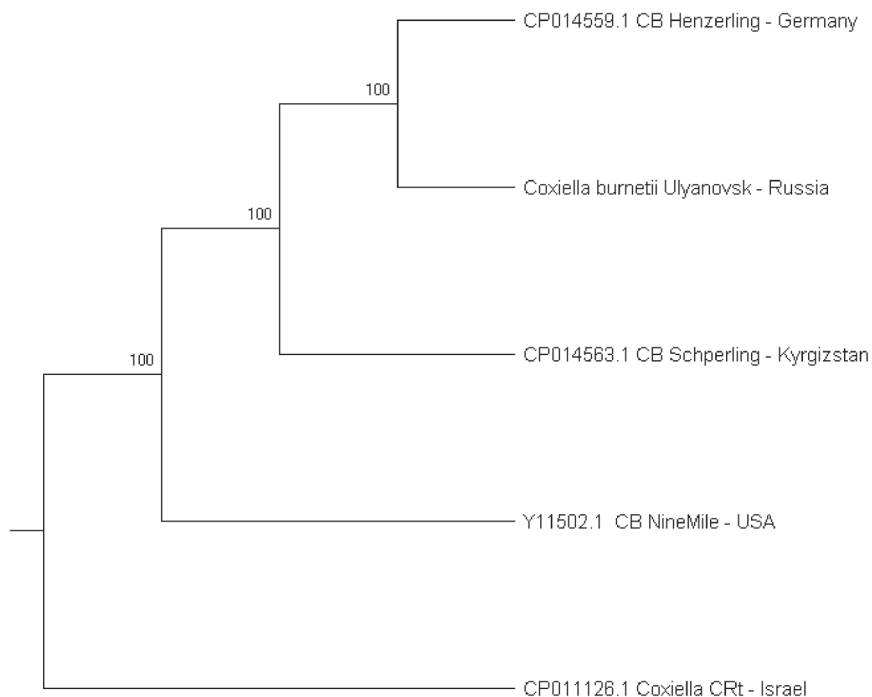 CP014559.1 CB Henzerling - Germany
100
Coxiella burnetii Ulyanovsk - Russia
100
CP014563.1 CB Schperling - Kyrgizstan
100
Y11502.1 CB NineMile - USA
CP011126.1 Coxiella CRt - Israel